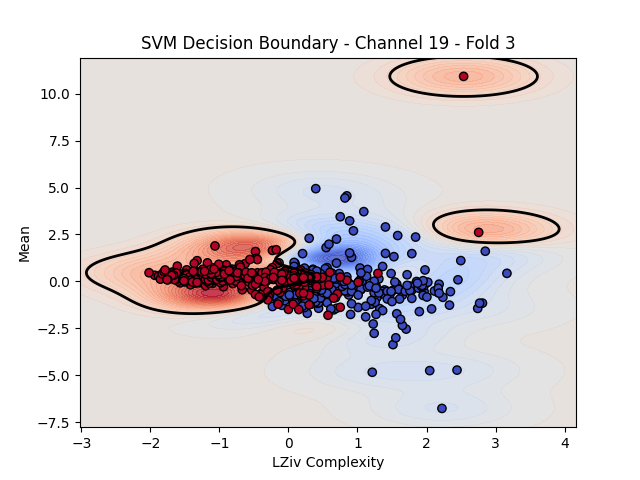 SVM Decision Boundary - Channel 19 - Fold 3
10.0
7.5
5.0
2.5
0.0
−2.5
−5.0
−7.5
Mean
−3 −2 −1 0 1 2 3 4
LZiv Complexity